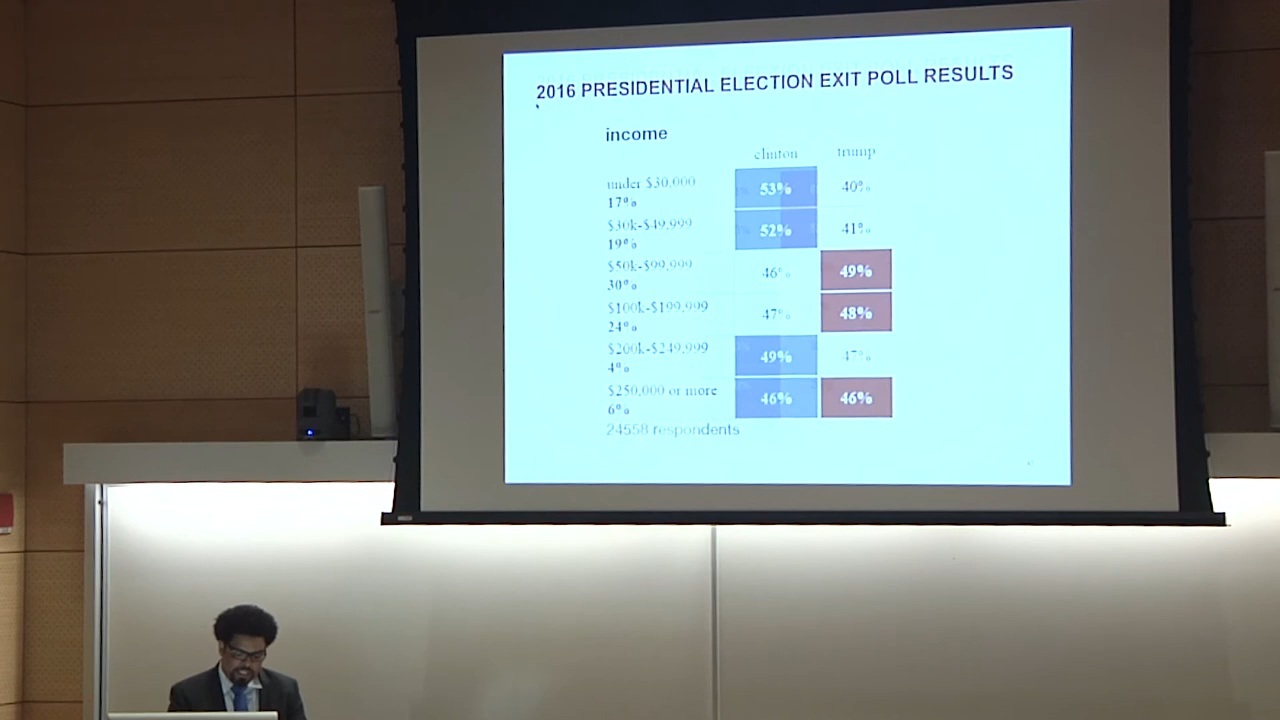 2016 PRESIDENTIAL ELECTION EXIT POLL RESULTS
income
clinton trump
under $30,000 53% 40%
17%
$30k-$49,999 52% 41%
19%
$50k-$99,999 46% 49%
30%
$100k-$199,999 47% 48%
24%
$200k-$249,999 49% 47%
4%
$250,000 or more 46% 46%
6%
24558 respondents